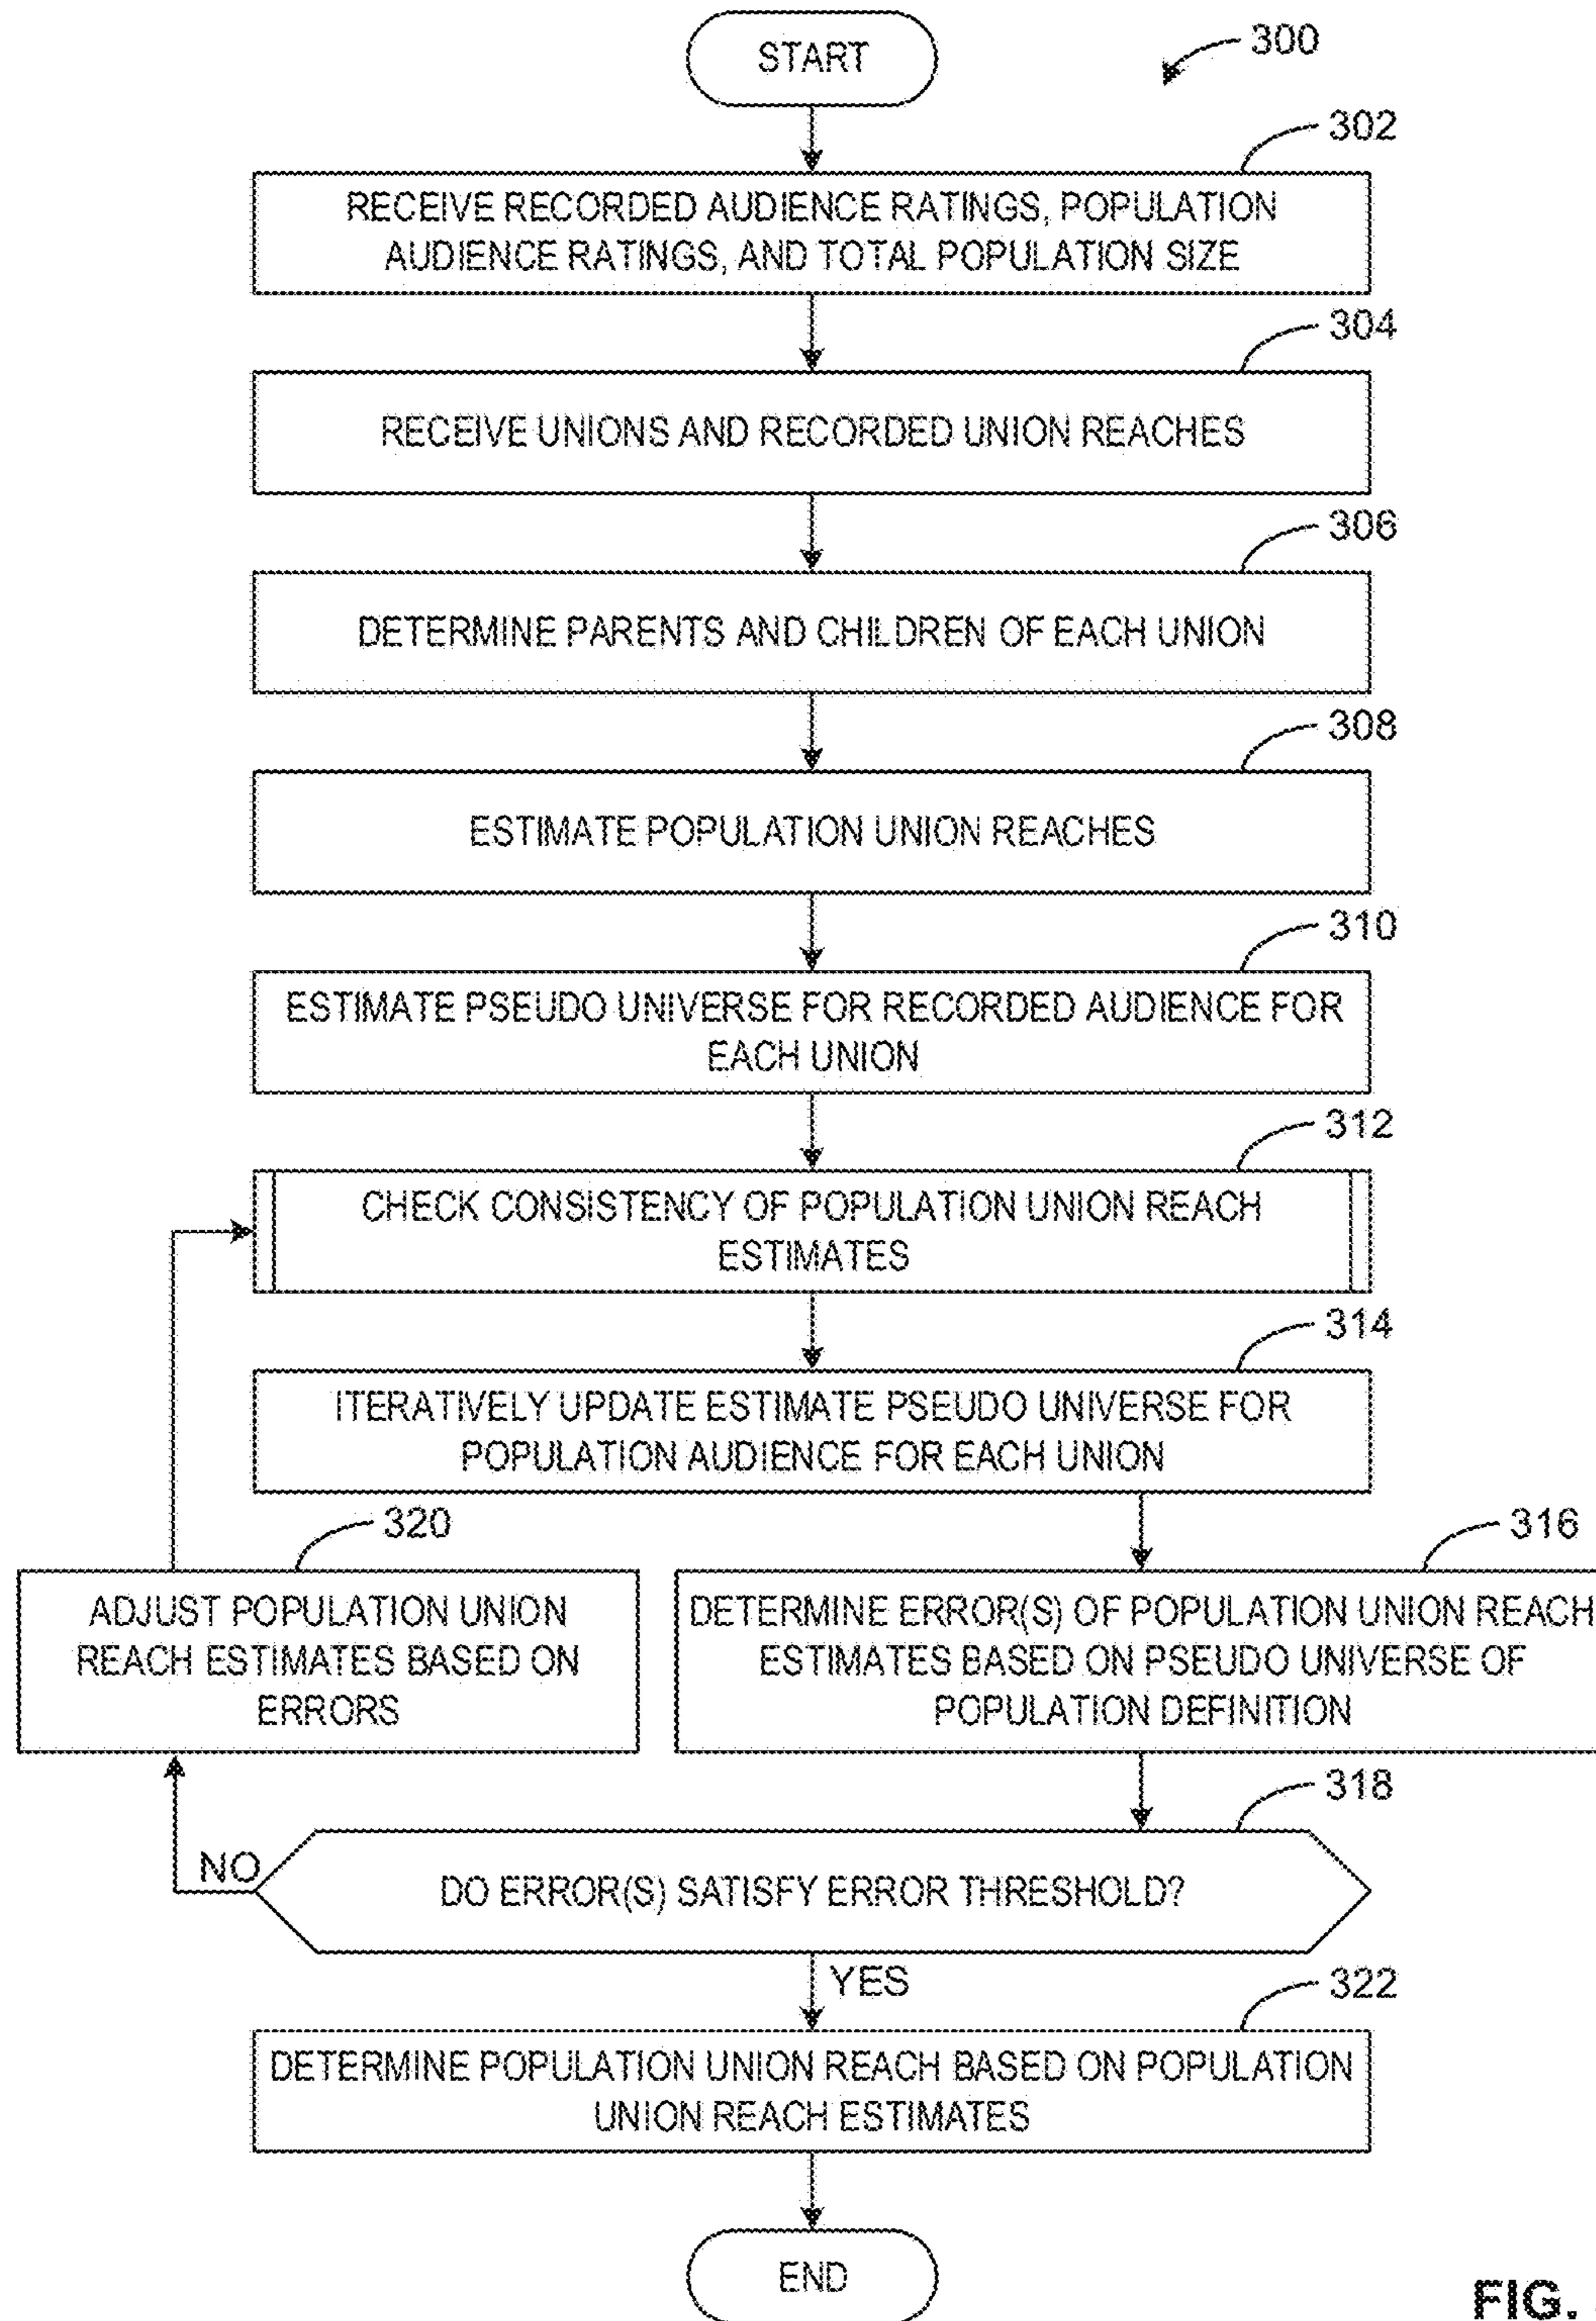 START
300
302
RECEIVE RECORDED AUDIENCE RATINGS, POPULATION
AUDIENCE RATINGS, AND TOTAL POPULATION SIZE
304
RECEIVE UNIONS AND RECORDED UNION REACHES
306
DETERMINE PARENTS AND CHILDREN OF EACH UNION
308
ESTIMATE POPULATION UNION REACHES
310
ESTIMATE PSEUDO UNIVERSE FOR RECORDED AUDIENCE FOR
EACH UNION
312
CHECK CONSISTENCY OF POPULATION UNION REACH
ESTIMATES
314
ITERATIVELY UPDATE ESTIMATE PSEUDO UNIVERSE FOR
POPULATION AUDIENCE FOR EACH UNION
320
ADJUST POPULATION UNION
REACH ESTIMATES BASED ON
ERRORS
316
DETERMINE ERROR(S) OF POPULATION UNION REACH
ESTIMATES BASED ON PSEUDO UNIVERSE OF
POPULATION DEFINITION
318
DO ERROR(S) SATISFY ERROR THRESHOLD?
NO
YES
322
DETERMINE POPULATION UNION REACH BASED ON POPULATION
UNION REACH ESTIMATES
END
FIG.